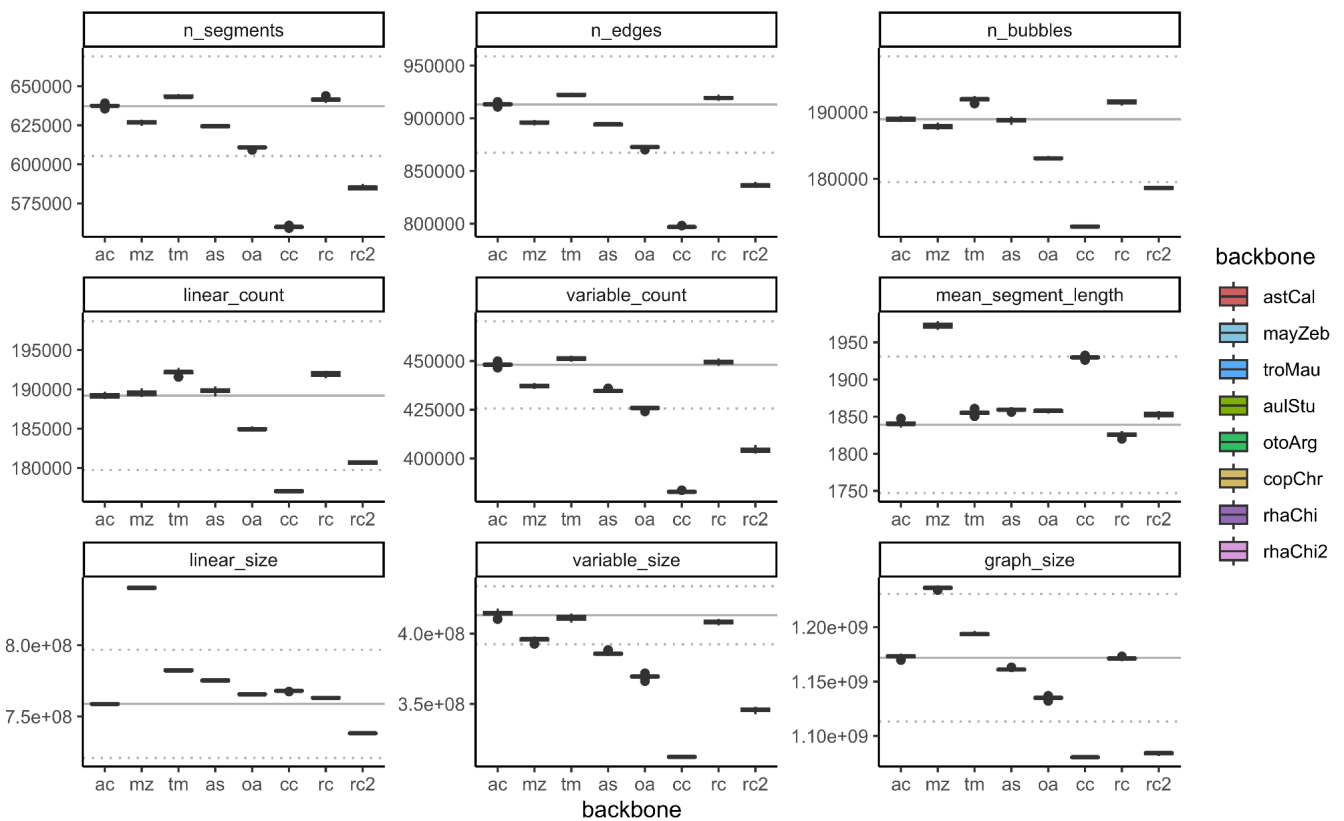 n_segments
n_edges
n_bubbles
650000
625000
600000
575000
950000
900000
850000
800000
190000
180000
ac mz tm as oa cc rc rc2
ac mz tm as oa cc rc rc2
ac mz tm as oa cc rc rc2
linear_count
variable_count
mean_segment_length
195000
190000
185000
180000
450000
425000
400000
1950
1900
1850
1800
1750
ac mz tm as oa cc rc rc2
ac mz tm as oa cc rc rc2
ac mz tm as oa cc rc rc2
linear_size
variable_size
graph_size
8.0e+08
7.5e+08
4.0e+08
3.5e+08
1.20e+09
1.15e+09
1.10e+09
ac mz tm as oa cc rc rc2
ac mz tm as oa cc rc rc2
ac mz tm as oa cc rc rc2
backbone
backbone
astCal
mayZeb
troMau
aulStu
otoArg
copChr
rhaChi
rhaChi2